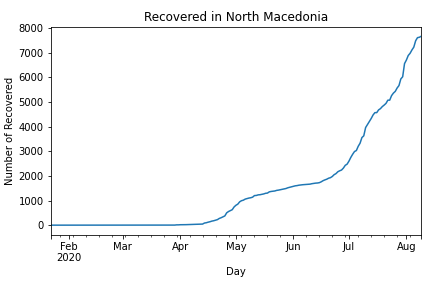 Recovered in North Macedonia
Number of Recovered
8000
7000
6000
5000
4000
3000
2000
1000
0
Feb Mar Apr May Jun Jul Aug
2020
Day